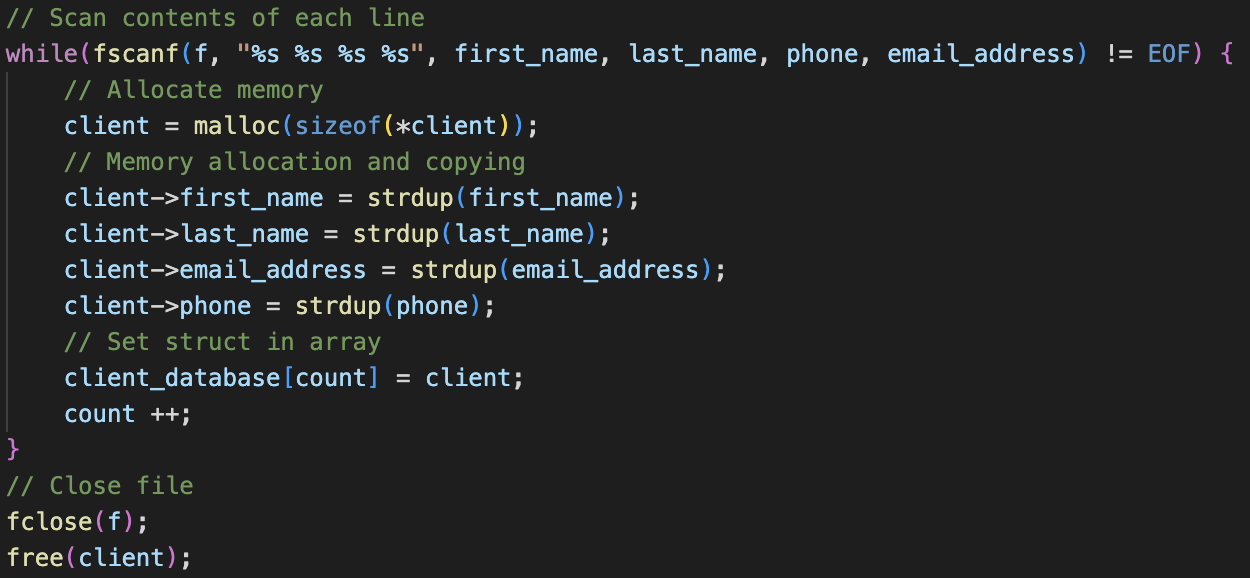 // Scan contents of each line
while(fscanf(f, "%s %s %s %s", first_name, last_name, phone, email_address) != EOF) {
    // Allocate memory
    client = malloc(sizeof(*client));
    // Memory allocation and copying
    client->first_name = strdup(first_name);
    client->last_name = strdup(last_name);
    client->email_address = strdup(email_address);
    client->phone = strdup(phone);
    // Set struct in array
    client_database[count] = client;
    count ++;
}
// Close file
fclose(f);
free(client);